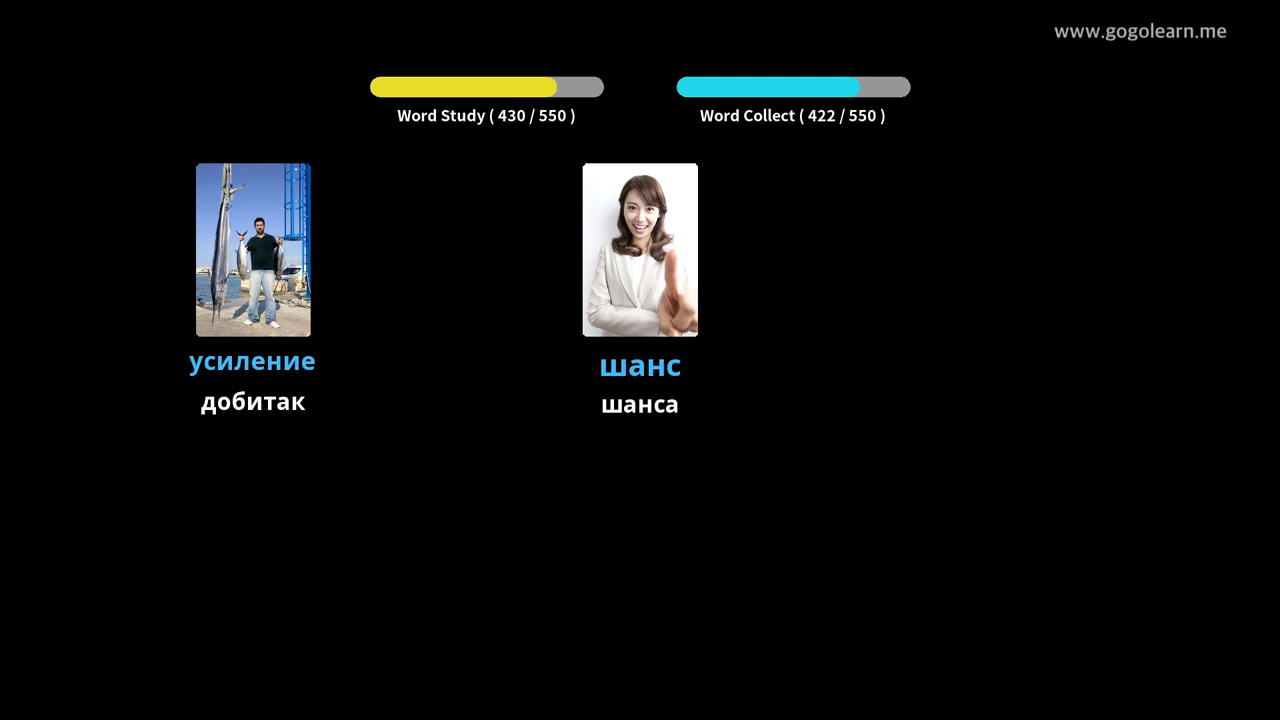 www.gogolearn.me
Word Study ( 430 / 550 )
Word Collect ( 422 / 550 )
усиление
добитак
шанс
шанса